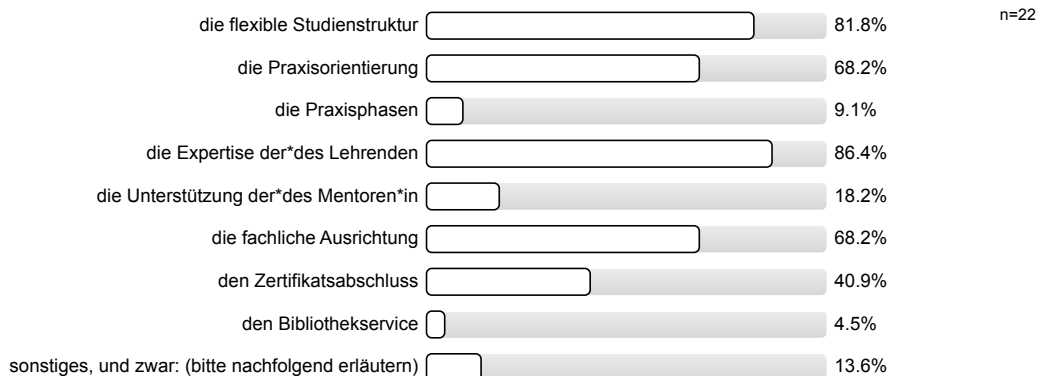 die flexible Studienstruktur 81.8% n=22
die Praxisorientierung 68.2%
die Praxisphasen 9.1%
die Expertise der*des Lehrenden 86.4%
die Unterstützung der*des Mentoren*in 18.2%
die fachliche Ausrichtung 68.2%
den Zertifikatsabschluss 40.9%
den Bibliothekservice 4.5%
sonstiges, und zwar: (bitte nachfolgend erläutern) 13.6%